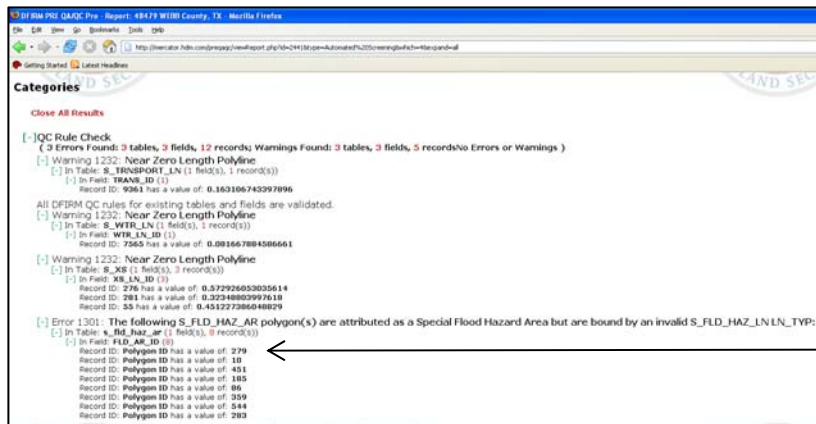 DFIRM PRE QA/QC Pro - Report: 48479 WEBB County, TX - Mozilla Firefox
File Edit View Go Bookmarks Tools Help
Getting Started Latest Headlines
LAND SEC
LAND SEC
Categories
Close All Results
[-]QC Rule Check
( 3 Errors Found: 3 tables, 3 fields, 12 records; Warnings Found: 3 tables, 3 fields, 5 recordsNo Errors or Warnings )
[-] Warning 1232: Near Zero Length Polyline
[-] In Table: S_TRNSPORT_LN (1 field(s), 1 record(s))
[-] In Field: TRANS_ID (1)
Record ID: 9361 has a value of: 0.163106743397896
All DFIRM QC rules for existing tables and fields are validated.
[-] Warning 1232: Near Zero Length Polyline
[-] In Table: S_WTR_LN (1 field(s), 1 record(s))
[-] In Field: WTR_LN_ID (1)
Record ID: 7565 has a value of: 0.081667884586661
[-] Warning 1232: Near Zero Length Polyline
[-] In Table: S_XS (1 field(s), 3 record(s))
[-] In Field: XS_LN_ID (3)
Record ID: 276 has a value of: 0.572926053035614
Record ID: 281 has a value of: 0.32348803997618
Record ID: 55 has a value of: 0.451227386048829
[-] Error 1301: The following S_FLD_HAZ_AR polygon(s) are attributed as a Special Flood Hazard Area but are bound by an invalid S_FLD_HAZ_LN LN_TYP:
[-] In Table: s_fld_haz_ar (1 field(s), 8 record(s))
[-] In Field: FLD_AR_ID (8)
Record ID: Polygon ID has a value of: 279
Record ID: Polygon ID has a value of: 10
Record ID: Polygon ID has a value of: 451
Record ID: Polygon ID has a value of: 185
Record ID: Polygon ID has a value of: 86
Record ID: Polygon ID has a value of: 359
Record ID: Polygon ID has a value of: 544
Record ID: Polygon ID has a value of: 283